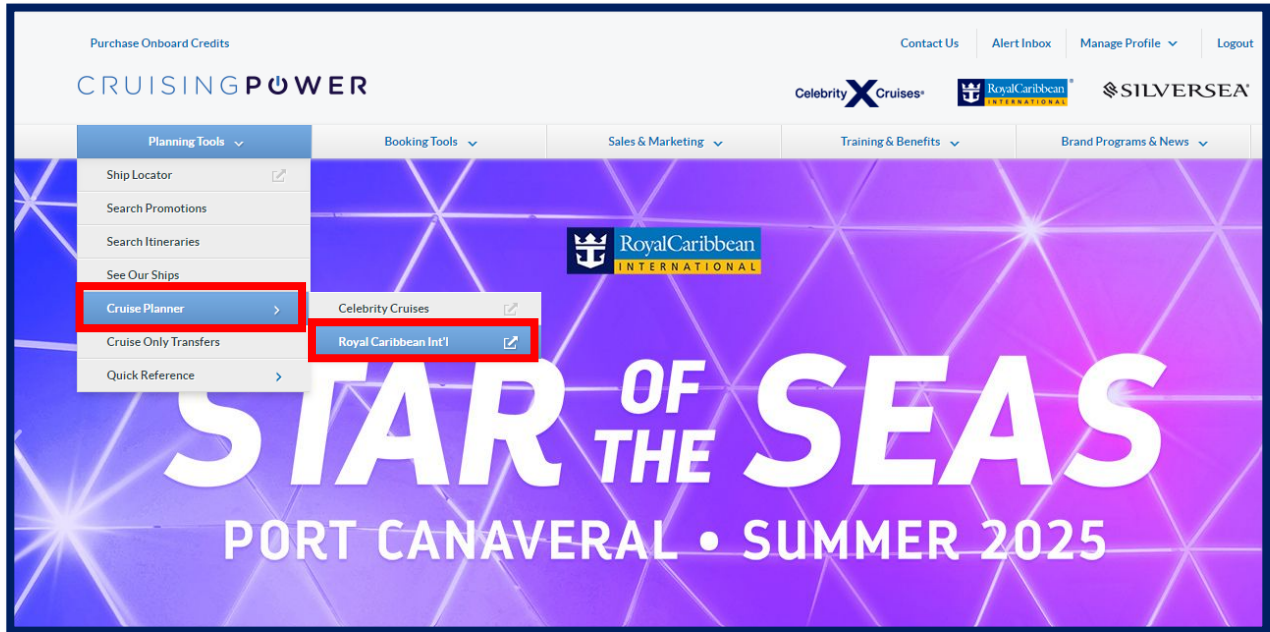 Purchase Onboard Credits
Contact Us Alert Inbox Manage Profile Logout
CRUISINGPOWER
Celebrity X Cruises® RoyalCaribbean® INTERNATIONAL SILVERSEA®
Planning Tools Booking Tools Sales & Marketing Training & Benefits Brand Programs & News
Ship Locator
Search Promotions
Search Itineraries
RoyalCaribbean
INTERNATIONAL
See Our Ships
Cruise Planner Celebrity Cruises
Cruise Only Transfers Royal Caribbean Int'l
Quick Reference
STAR OF THE SEAS
PORT CANAVERAL • SUMMER 2025